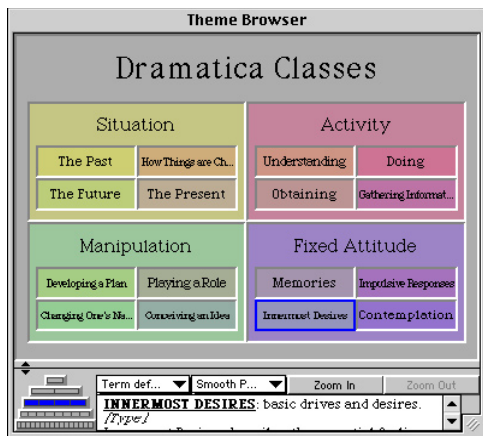 Theme Browser
Dramatica Classes
Situation
Activity
The Past
How Things are Ch...
Understanding
Doing
The Future
The Present
Obtaining
Gathering Informat...
Manipulation
Fixed Attitude
Developing a Plan
Playing a Role
Memories
Impulsive Responses
Changing One's Na...
Conceiving an Idea
Innermost Desires
Contemplation
Term def...
Smooth P...
Zoom In
Zoom Out
INNERMOST DESIRES: basic drives and desires.
[Type]